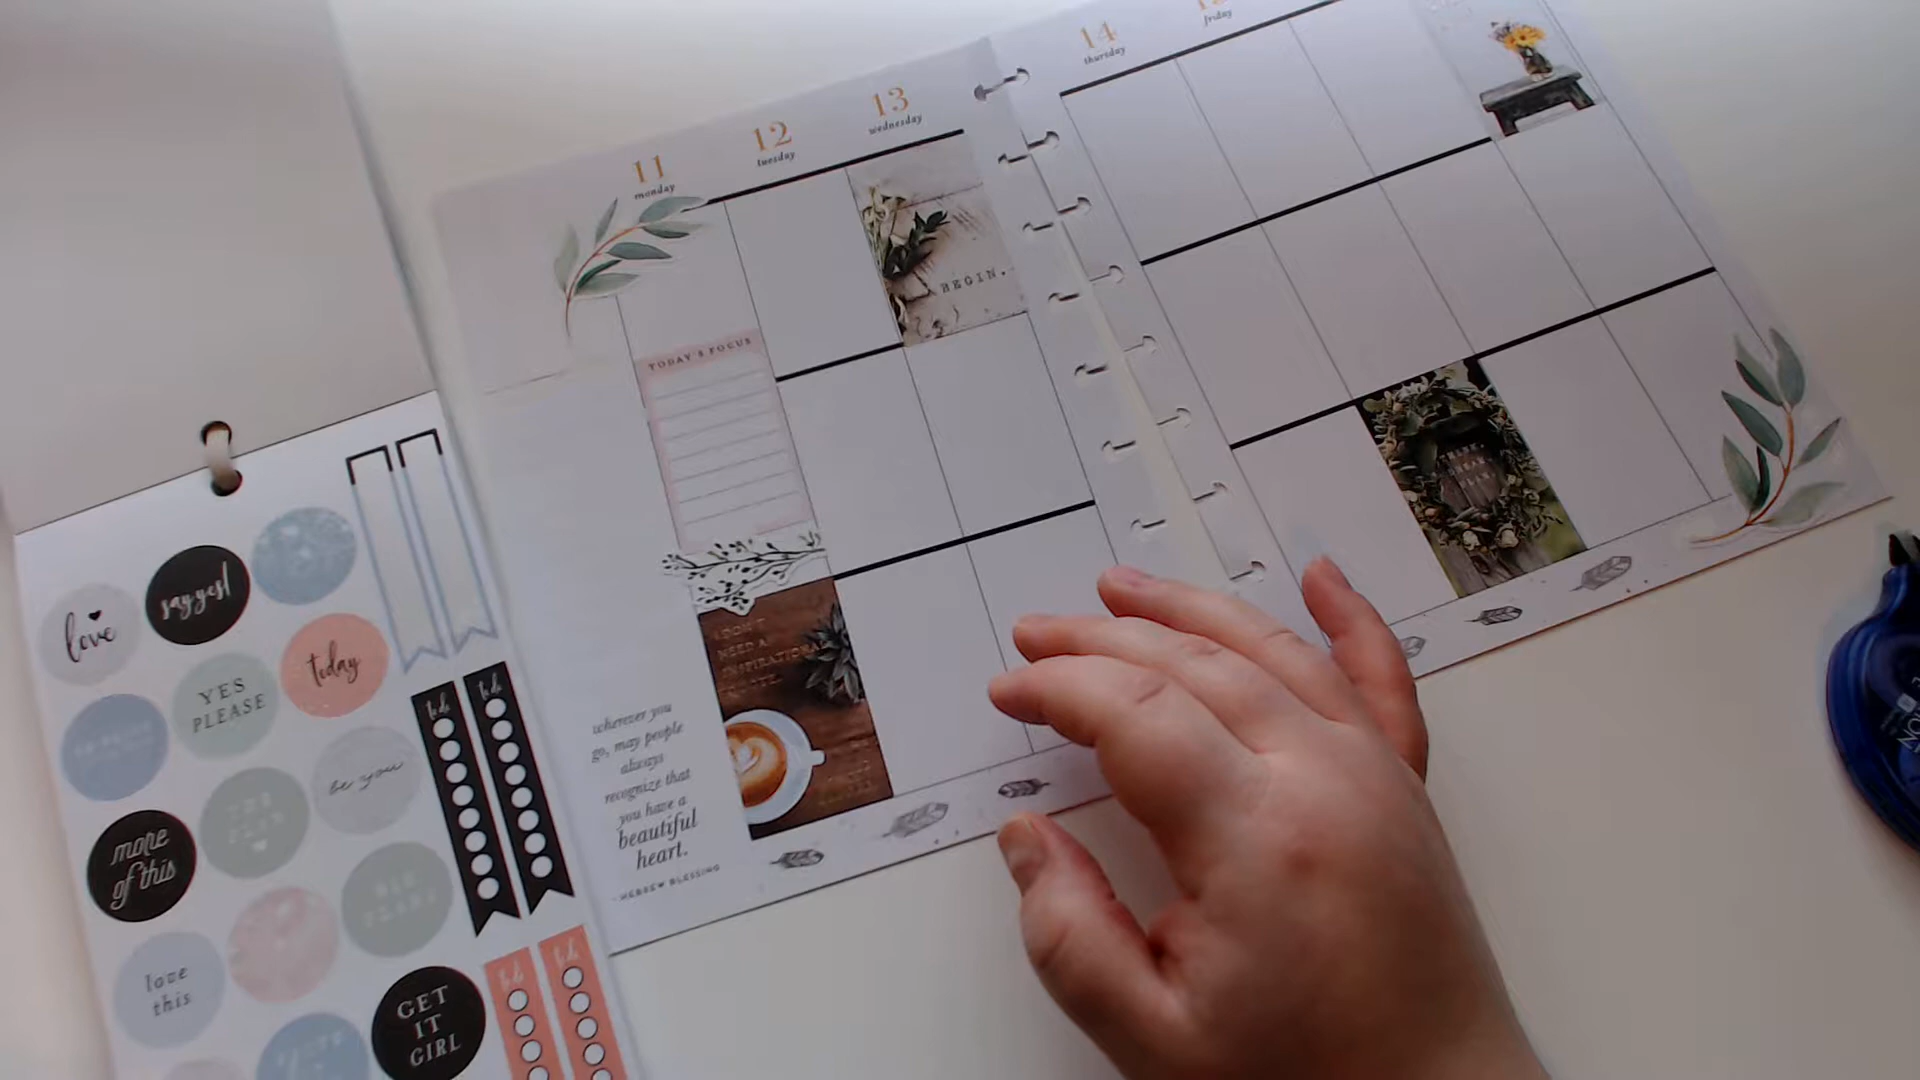 11
monday
12
tuesday
13
wednesday
14
thursday
friday
BEGIN.
TODAY'S FOCUS
I DON'T
NEED A
INSPIRATIONAL
QUOTE.
wherever you
go, may people
always
recognize that
you have a
beautiful
heart.
-HEBREW BLESSING
love
say yes!
YES
PLEASE
today
be you
more
of this
love
this
GET
IT
GIRL
to do
to do
to do
to do